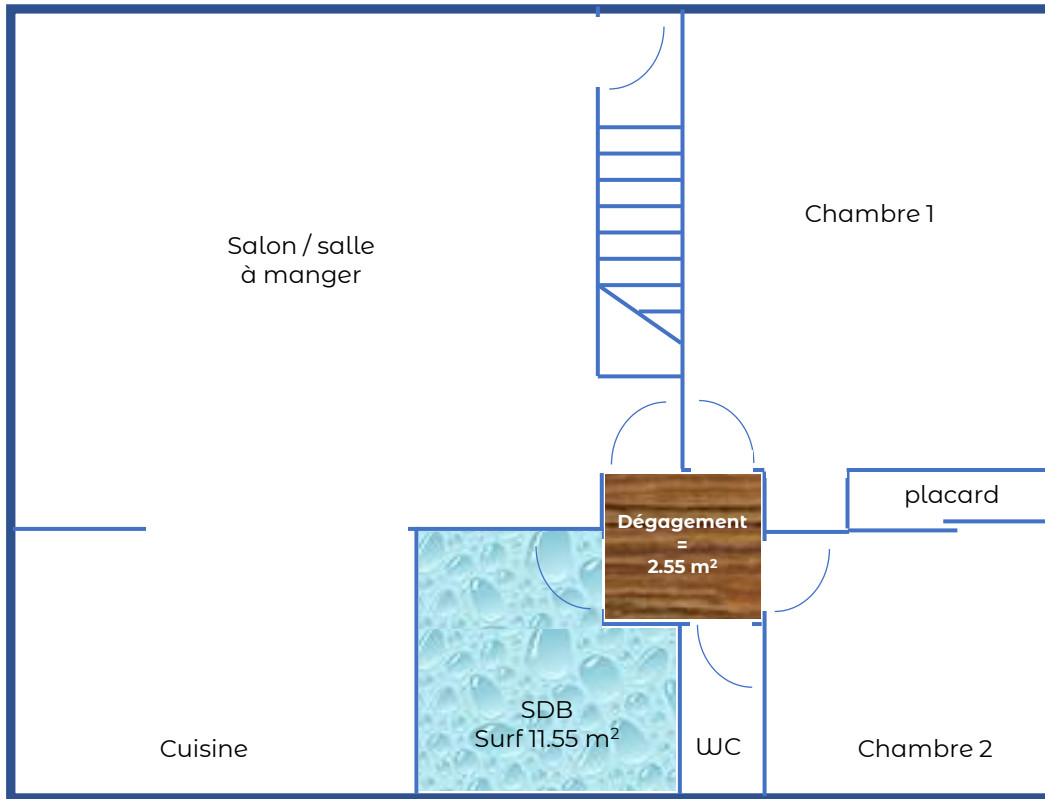 Chambre 1
Salon / salle
à manger
placard
Dégagement
=
2.55 m²
SDB
Surf 11.55 m²
Cuisine
WC
Chambre 2